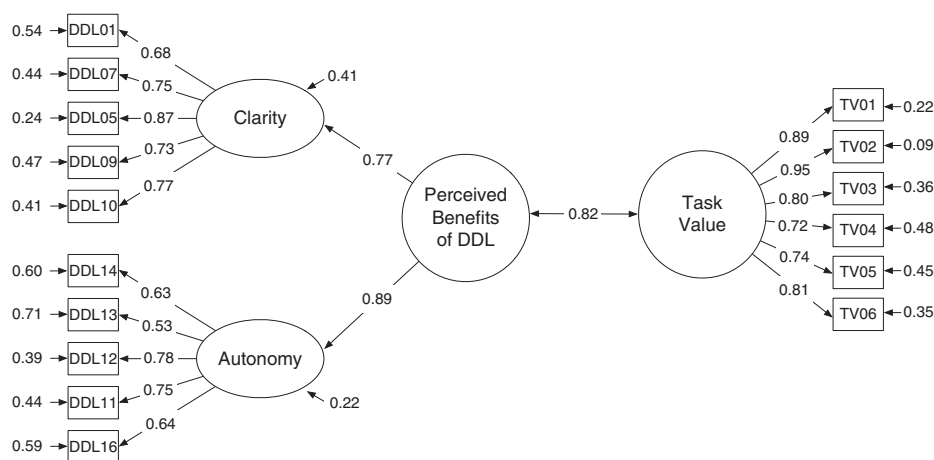 0.54 DDL01 0.68
0.44 DDL07 0.75
0.24 DDL05 0.87
0.47 DDL09 0.73
0.41 DDL10 0.77
Clarity
0.41
0.77
0.60 DDL14 0.63
0.71 DDL13 0.53
0.39 DDL12 0.78
0.44 DDL11 0.75
0.59 DDL16 0.64
Autonomy
0.22
0.89
Perceived
Benefits
of DDL
0.82
Task
Value
0.89 TV01 0.22
0.95 TV02 0.09
0.80 TV03 0.36
0.72 TV04 0.48
0.74 TV05 0.45
0.81 TV06 0.35